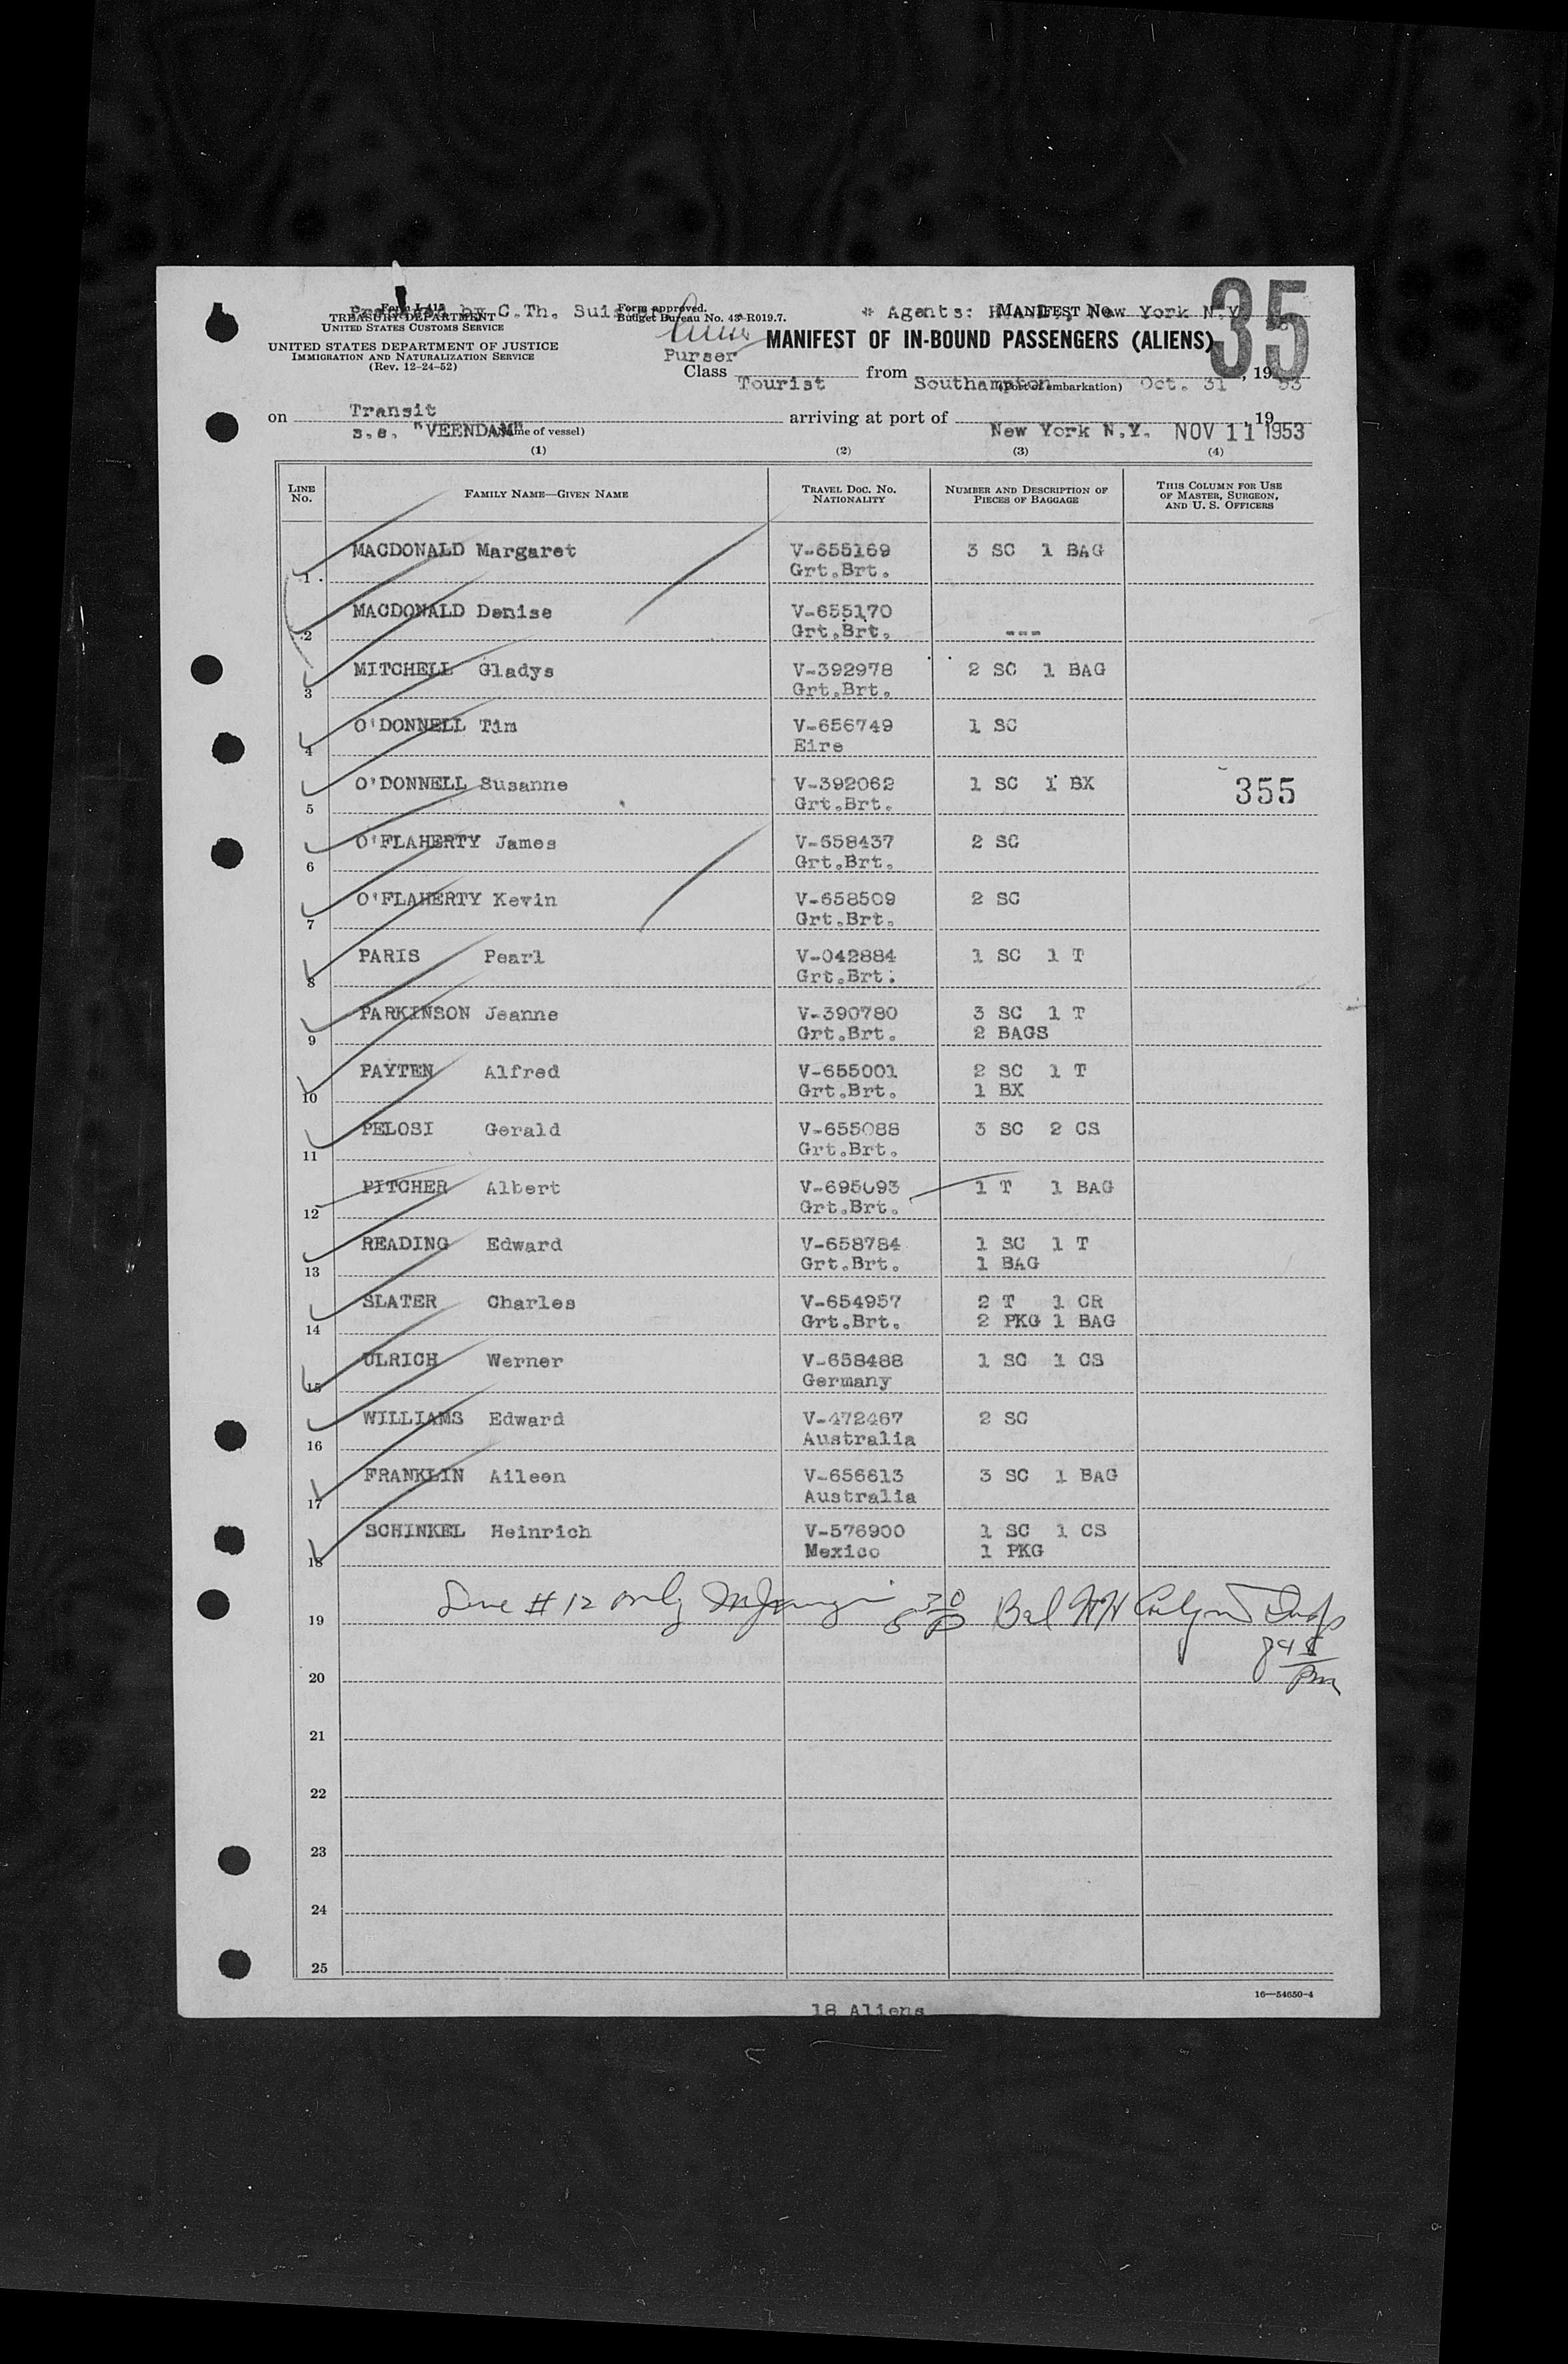 Form I-415
TREASURY DEPARTMENT
UNITED STATES CUSTOMS SERVICE
UNITED STATES DEPARTMENT OF JUSTICE
IMMIGRATION AND NATURALIZATION SERVICE
(Rev. 12-24-52)
by C.Th.
Form approved.
Budget Bureau No. 43-R019.7.
Purser
* Agents: New York N.Y.
MANIFEST No.
35
MANIFEST OF IN-BOUND PASSENGERS (ALIENS)
Class Tourist from Southampton Oct. 31, 1953
(Port of embarkation)
on Transit
s.s. "VEENDAM" arriving at port of New York N.Y. NOV 11 1953
(Name of vessel)
(1) (2) (3) (4)
LINE No. FAMILY NAME—GIVEN NAME TRAVEL DOC. No. NATIONALITY NUMBER AND DESCRIPTION OF PIECES OF BAGGAGE THIS COLUMN FOR USE OF MASTER, SURGEON, AND U. S. OFFICERS
1 MACDONALD Margaret V-655169 3 SC 1 BAG
Grt.Brt.
2 MACDONALD Denise V-655170
Grt.Brt. ---
3 MITCHELL Gladys V-392978 2 SC 1 BAG
Grt.Brt.
4 O'DONNELL Tim V-656749 1 SC
Eire
5 O'DONNELL Susanne V-392062 1 SC 1 BX 355
Grt.Brt.
6 O'FLAHERTY James V-658437 2 SC
Grt.Brt.
7 O'FLAHERTY Kevin V-658509 2 SC
Grt.Brt.
8 PARIS Pearl V-042884 1 SC 1 T
Grt.Brt.
9 PARKINSON Jeanne V-390780 3 SC 1 T
Grt.Brt. 2 BAGS
10 PAYTEN Alfred V-655001 2 SC 1 T
Grt.Brt. 1 BX
11 PELOSI Gerald V-655088 3 SC 2 CS
Grt.Brt.
12 PITCHER Albert V-695093 1 T 1 BAG
Grt.Brt.
13 READING Edward V-658784 1 SC 1 T
Grt.Brt. 1 BAG
14 SLATER Charles V-654957 2 T 1 CR
Grt.Brt. 2 PKG 1 BAG
15 ULRICH Werner V-658488 1 SC 1 CS
Germany
16 WILLIAMS Edward V-472467 2 SC
Australia
17 FRANKLIN Aileen V-656613 3 SC 1 BAG
Australia
18 SCHINKEL Heinrich V-576900 1 SC 1 CS
Mexico 1 PKG
19 Line # 12 only Bal
845
Pm
20
21
22
23
24
25
16—54650-4
18 Aliens